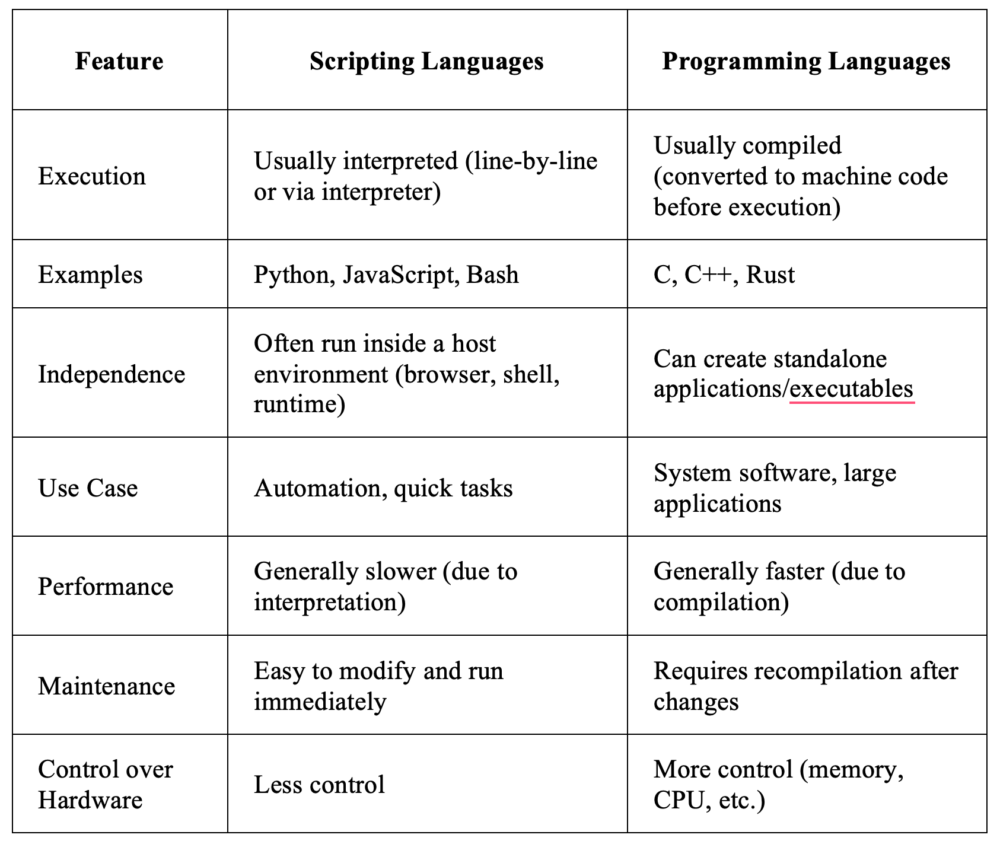 Feature
Scripting Languages
Programming Languages
Execution
Usually interpreted (line-by-line
or via interpreter)
Usually compiled
(converted to machine code
before execution)
Examples
Python, JavaScript, Bash
C, C++, Rust
Independence
Often run inside a host
environment (browser, shell,
runtime)
Can create standalone
applications/executables
Use Case
Automation, quick tasks
System software, large
applications
Performance
Generally slower (due to
interpretation)
Generally faster (due to
compilation)
Maintenance
Easy to modify and run
immediately
Requires recompilation after
changes
Control over
Hardware
Less control
More control (memory,
CPU, etc.)